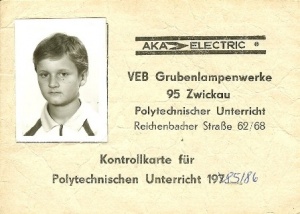 AKA ELECTRIC ®
VEB Grubenlampenwerke
95 Zwickau
Polytechnischer Unterricht
Reichenbacher Straße 62/68
Kontrollkarte für
Polytechnischen Unterricht 1985/86